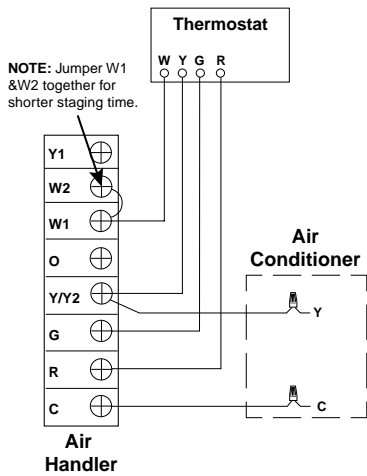 Thermostat
W Y G R
NOTE: Jumper W1
&W2 together for
shorter staging time.
Y1
W2
W1
O
Y/Y2
G
R
C
Air
Handler
Air
Conditioner
Y
C